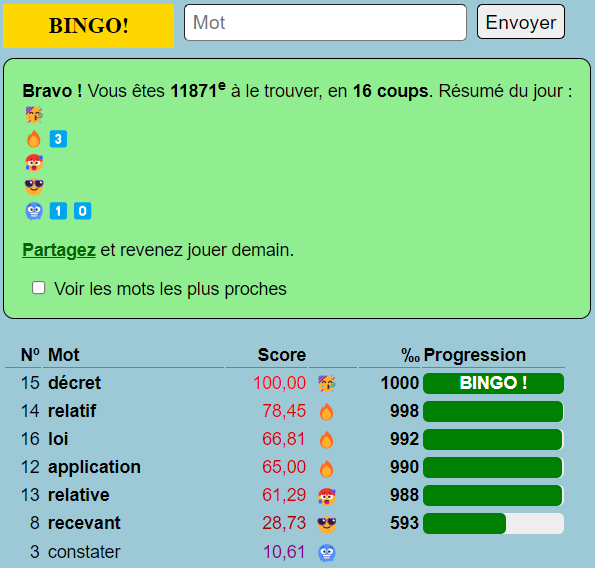 BINGO! Mot Envoyer
Bravo ! Vous êtes 11871e à le trouver, en 16 coups. Résumé du jour :
🥳
🔥 3
🥵
😎
🥶 1 0
Partagez et revenez jouer demain.
Voir les mots les plus proches
Nº Mot Score ‰ Progression
15 décret 100,00 🥳 1000 BINGO !
14 relatif 78,45 🔥 998
16 loi 66,81 🔥 992
12 application 65,00 🔥 990
13 relative 61,29 🥵 988
8 recevant 28,73 😎 593
3 constater 10,61 🥶